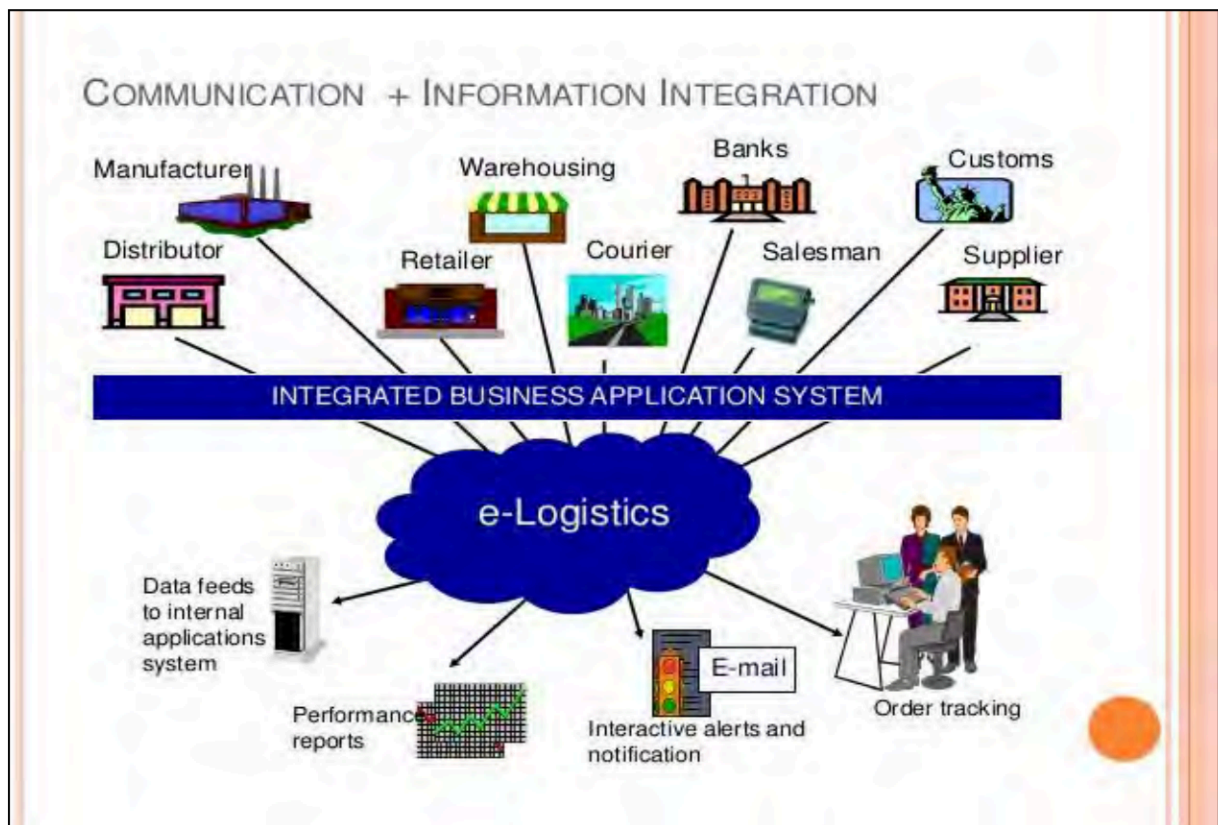 COMMUNICATION + INFORMATION INTEGRATION
Manufacturer
Warehousing
Banks
Customs
Distributor
Retailer
Courier
Salesman
Supplier
INTEGRATED BUSINESS APPLICATION SYSTEM
e-Logistics
Data feeds
to internal
applications
system
Performance
reports
E-mail
Interactive alerts and
notification
Order tracking